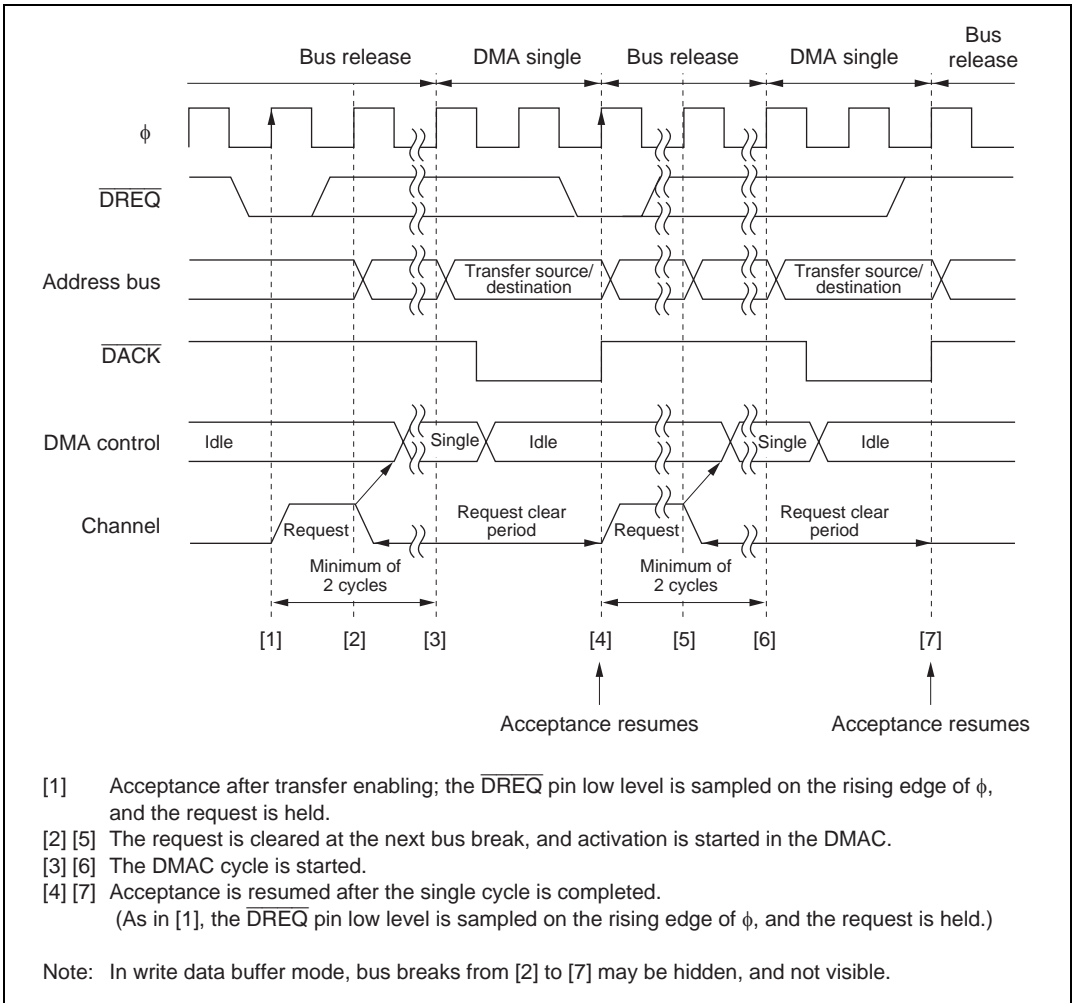 Bus release DMA single Bus release DMA single Bus release
φ
DREQ
Address bus Transfer source/ destination Transfer source/ destination
DACK
DMA control Idle Single Idle Single Idle
Channel Request Request clear period Request Request clear period
Minimum of 2 cycles Minimum of 2 cycles
[1] [2] [3] [4] [5] [6] [7]
Acceptance resumes Acceptance resumes
[1] Acceptance after transfer enabling; the DREQ pin low level is sampled on the rising edge of φ,
and the request is held.
[2] [5] The request is cleared at the next bus break, and activation is started in the DMAC.
[3] [6] The DMAC cycle is started.
[4] [7] Acceptance is resumed after the single cycle is completed.
(As in [1], the DREQ pin low level is sampled on the rising edge of φ, and the request is held.)
Note: In write data buffer mode, bus breaks from [2] to [7] may be hidden, and not visible.